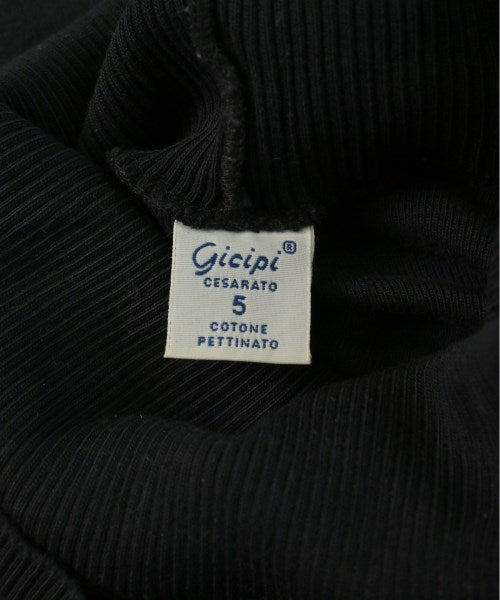 Gicipi®
CESARATO
5
COTONE
PETTINATO